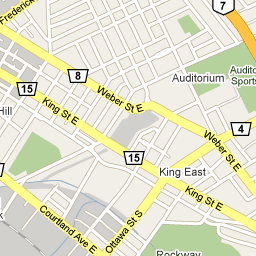 Frederick
7
8
Auditorium
Audito
Sports
15
Weber St E
Hill
King St E
4
Weber St E
15
King East
King St E
Courtland Ave E
Ottawa St S
Rockway
k